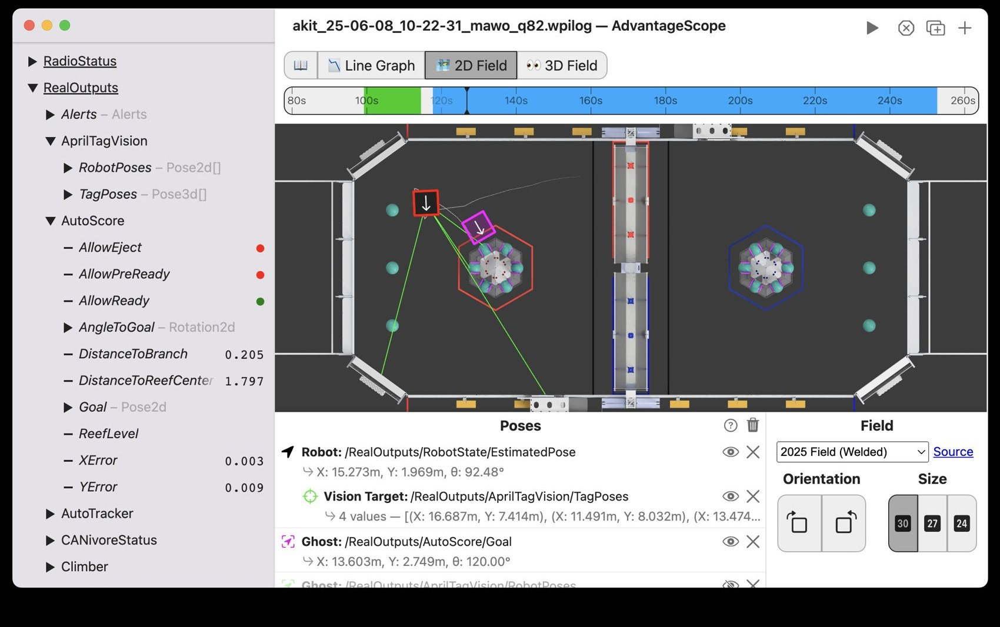 akit_25-06-08_10-22-31_mawo_q82.wpilog — AdvantageScope
RadioStatus
RealOutputs
Alerts – Alerts
AprilTagVision
RobotPoses – Pose2d[]
TagPoses – Pose3d[]
AutoScore
AllowEject
AllowPreReady
AllowReady
AngleToGoal – Rotation2d
DistanceToBranch 0.205
DistanceToReefCenter 1.797
Goal – Pose2d
ReefLevel
XError 0.003
YError 0.009
AutoTracker
CANivoreStatus
Climber
Line Graph 2D Field 3D Field
80s 100s 120s 140s 160s 180s 200s 220s 240s 260s
Poses
Robot: /RealOutputs/RobotState/EstimatedPose
X: 15.273m, Y: 1.969m, θ: 92.48°
Vision Target: /RealOutputs/AprilTagVision/TagPoses
4 values — [(X: 16.687m, Y: 7.414m), (X: 11.491m, Y: 8.032m), (X: 13.474...
Ghost: /RealOutputs/AutoScore/Goal
X: 13.603m, Y: 2.749m, θ: 120.00°
Ghost: /RealOutputs/AprilTagVision/RobotPoses
Field
2025 Field (Welded) Source
Orientation Size
30 27 24